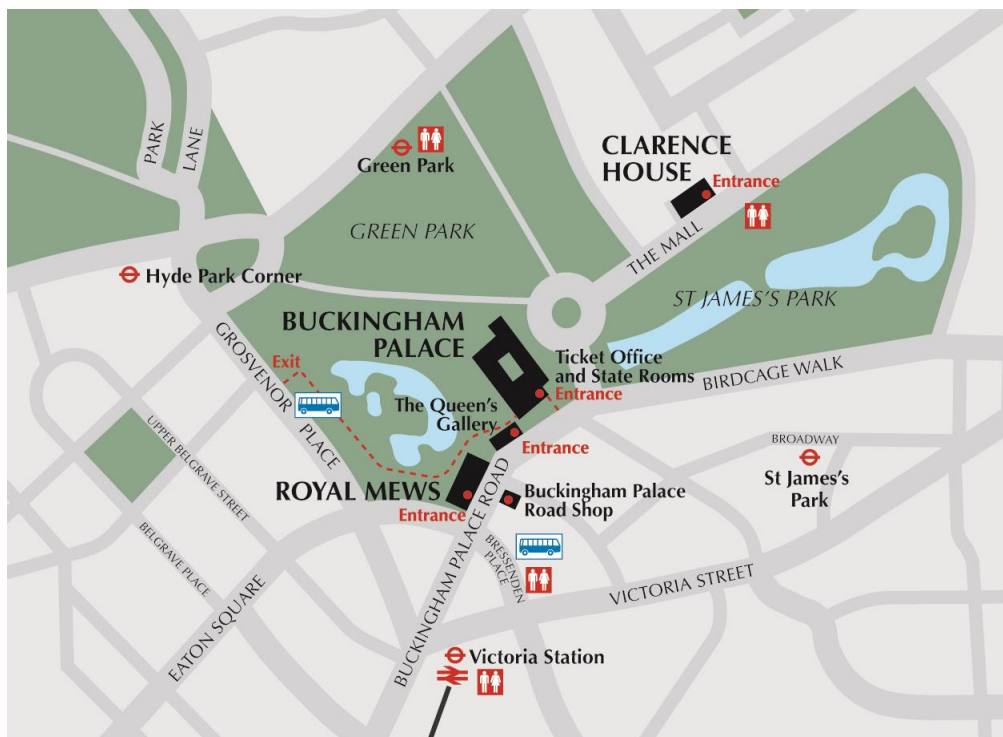 PARK
LANE
Green Park
CLARENCE
HOUSE
Entrance
GREEN PARK
THE MALL
Hyde Park Corner
ST JAMES'S PARK
BUCKINGHAM
PALACE
GROSVENOR
PLACE
Exit
Ticket Office
and State Rooms
Entrance
BIRDCAGE WALK
The Queen's
Gallery
Entrance
UPPER BELGRAVE STREET
BROADWAY
St James's
Park
ROYAL MEWS
Entrance
Buckingham Palace
Road Shop
BUCKINGHAM PALACE ROAD
BELGRAVE PLACE
BRESSENDEN
PLACE
VICTORIA STREET
EATON SQUARE
Victoria Station